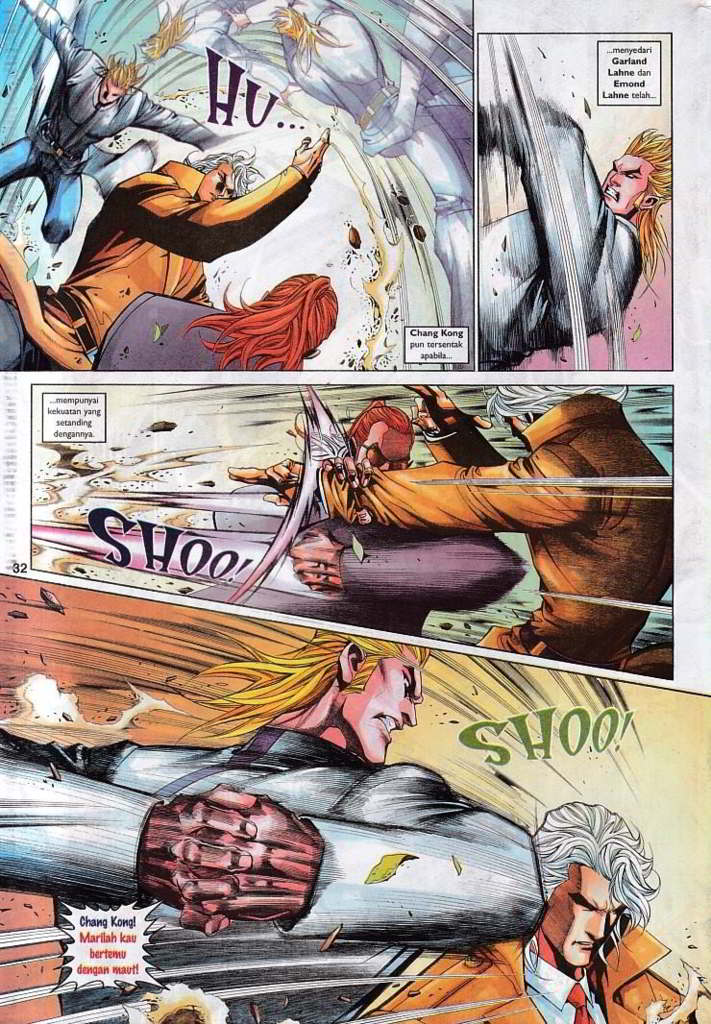 HU...
Chang Kong
pun tersentak
apabila...
...menyedari
Garland
Lahne dan
Emond
Lahne telah...
...mempunyai
kekuatan yang
setanding
dengannya.
SHOO!
32
SHOO!
Chang Kong!
Marilah kau
bertemu
dengan maut!